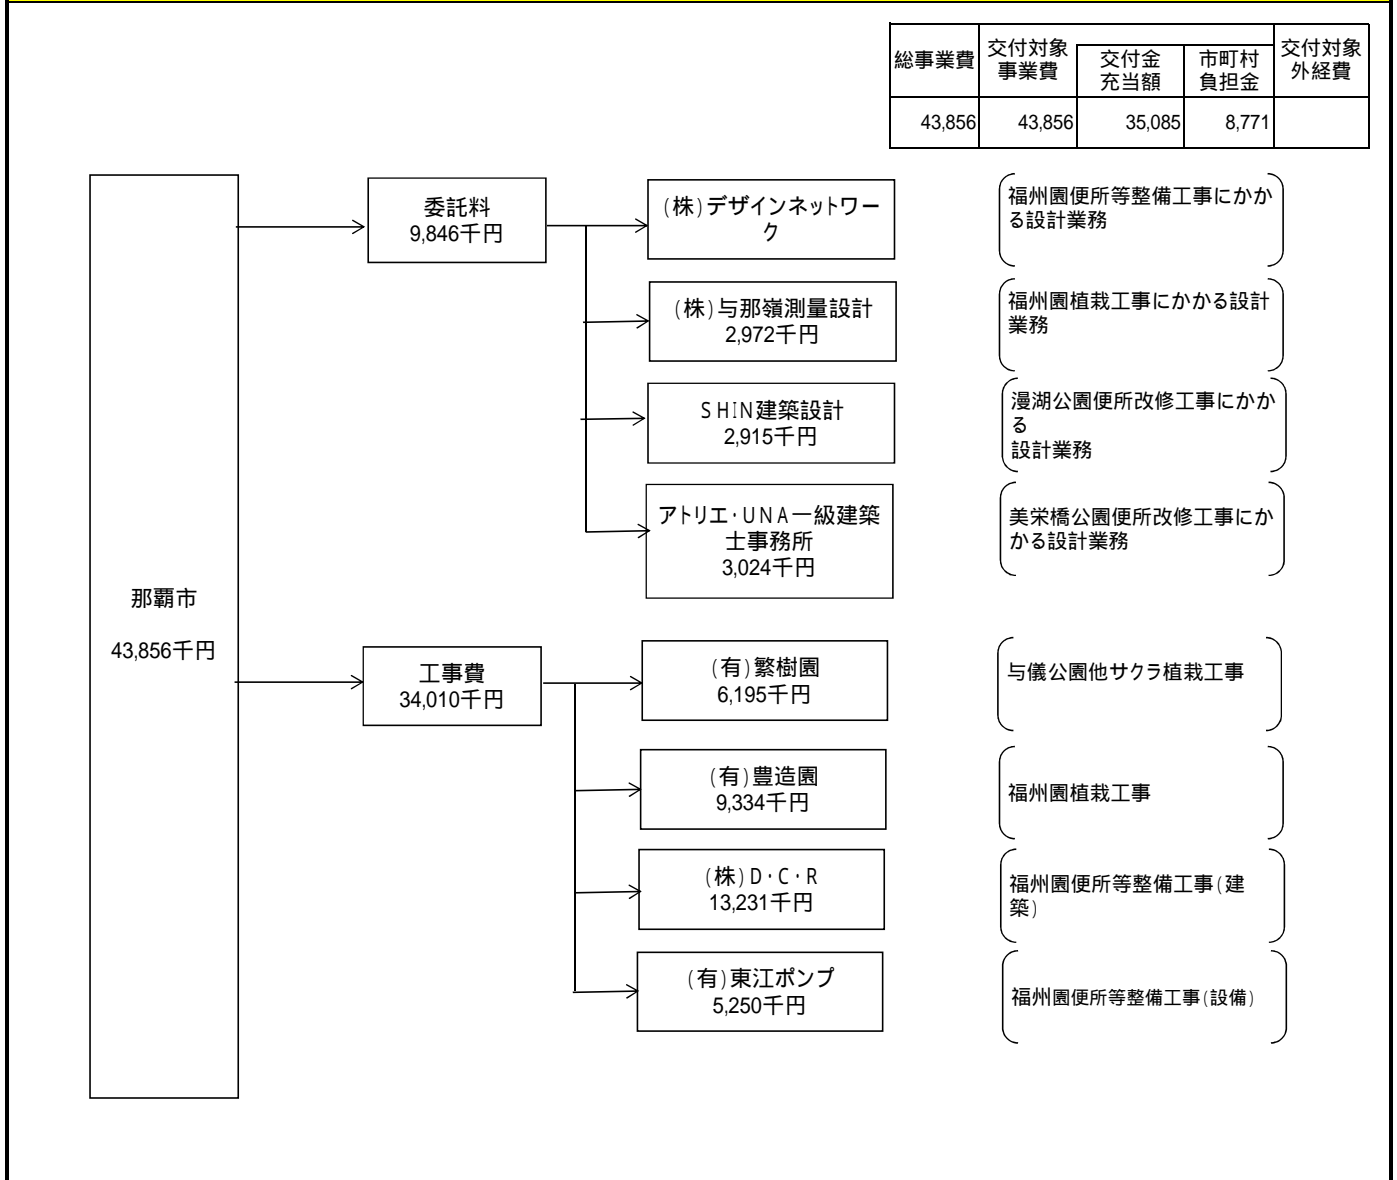 総事業費
交付対象
事業費
交付金
充当額
市町村
負担金
交付対象
外経費
43,856
43,856
35,085
8,771
那覇市
43,856千円
委託料
9,846千円
(株)デザインネットワー
ク
福州園便所等整備工事にかか
る設計業務
(株)与那嶺測量設計
2,972千円
福州園植栽工事にかかる設計
業務
SHIN建築設計
2,915千円
漫湖公園便所改修工事にかか
る
設計業務
アトリエ・UNA一級建築
士事務所
3,024千円
美栄橋公園便所改修工事にか
かる設計業務
工事費
34,010千円
(有)繁樹園
6,195千円
与儀公園他サクラ植栽工事
(有)豊造園
9,334千円
福州園植栽工事
(株)D・C・R
13,231千円
福州園便所等整備工事(建
築)
(有)東江ポンプ
5,250千円
福州園便所等整備工事(設備)